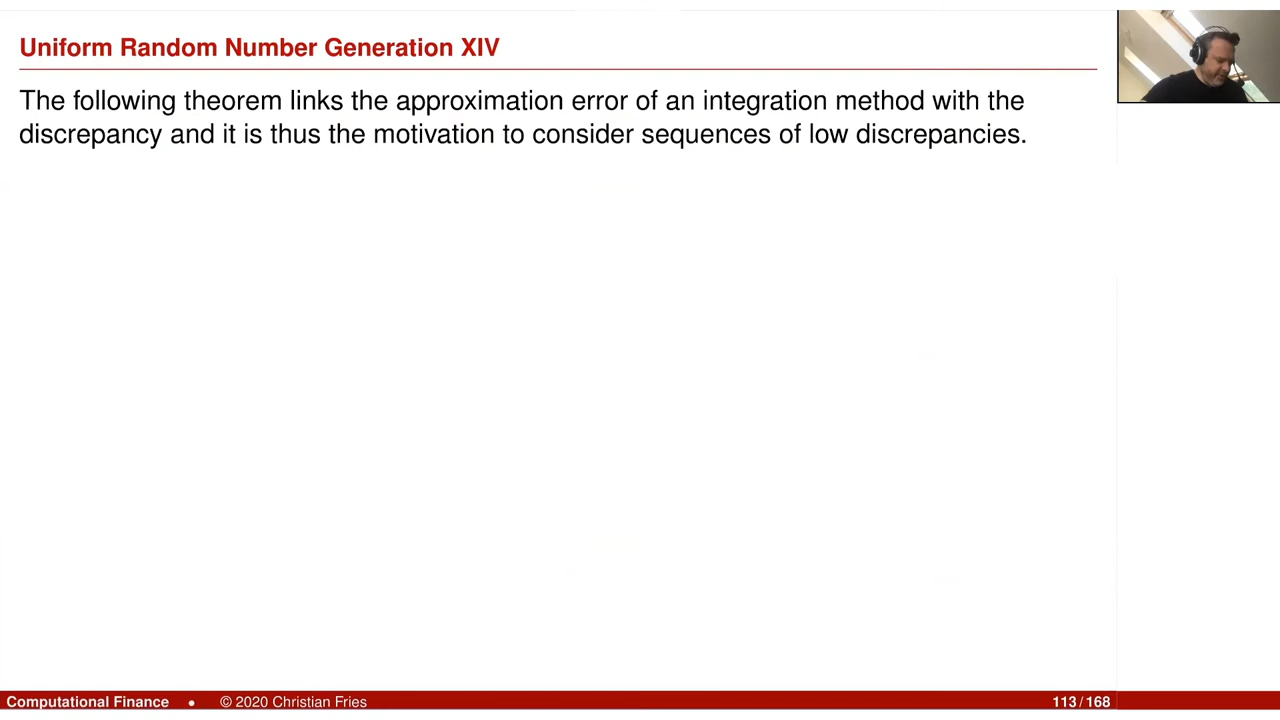 Uniform Random Number Generation XIV
The following theorem links the approximation error of an integration method with the
discrepancy and it is thus the motivation to consider sequences of low discrepancies.
Computational Finance • © 2020 Christian Fries 113 / 168